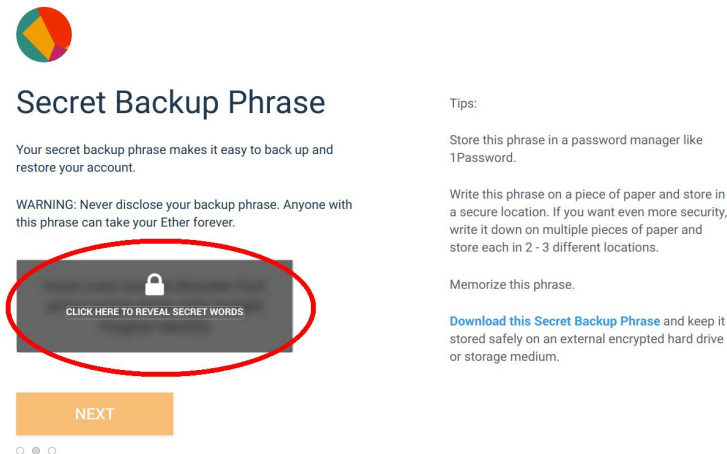 Secret Backup Phrase
Your secret backup phrase makes it easy to back up and
restore your account.
WARNING: Never disclose your backup phrase. Anyone with
this phrase can take your Ether forever.
CLICK HERE TO REVEAL SECRET WORDS
NEXT
Tips:
Store this phrase in a password manager like
1Password.
Write this phrase on a piece of paper and store in
a secure location. If you want even more security,
write it down on multiple pieces of paper and
store each in 2 - 3 different locations.
Memorize this phrase.
Download this Secret Backup Phrase and keep it
stored safely on an external encrypted hard drive
or storage medium.